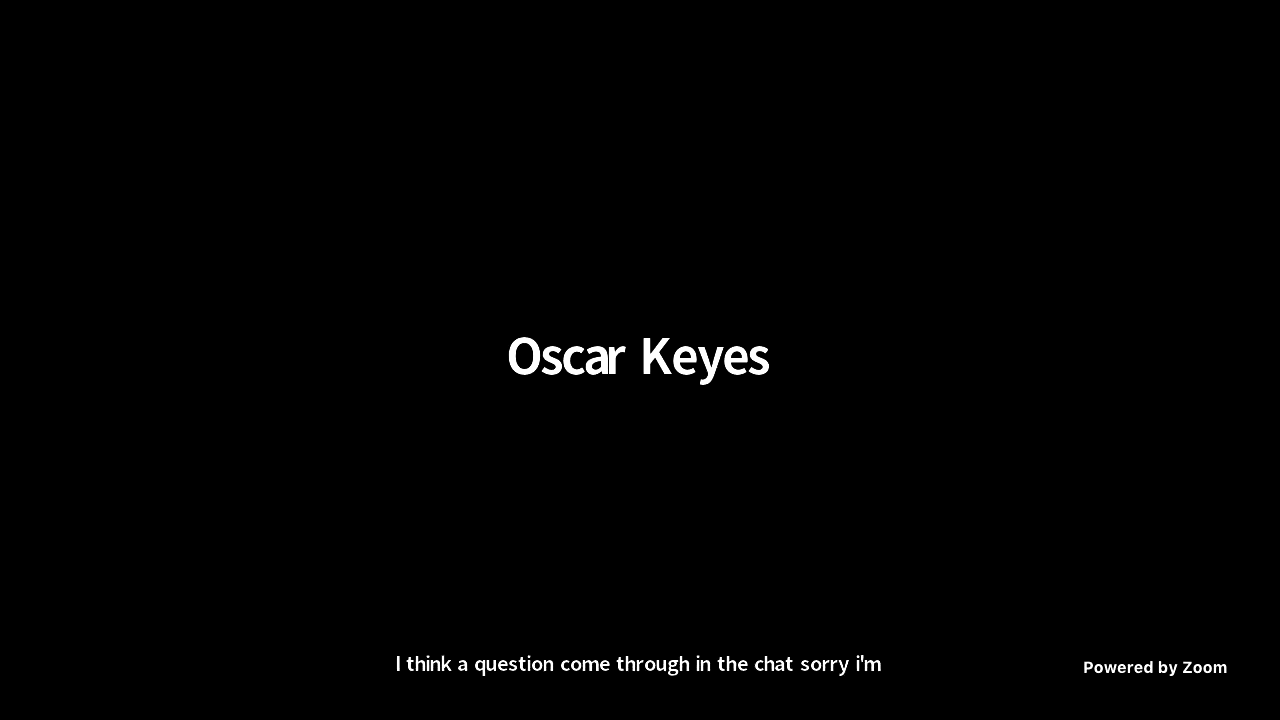 Oscar Keyes
I think a question come through in the chat sorry i'm
Powered by Zoom